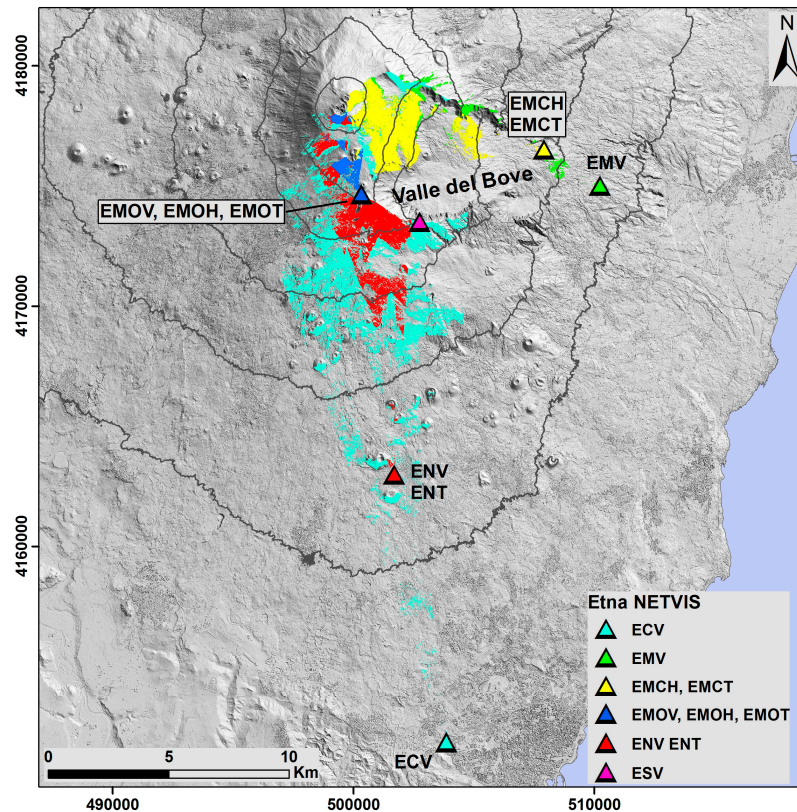 4180000
4170000
4160000
N
EMCH
EMCT
EMV
Valle del Bove
EMOV, EMOH, EMOT
ENV
ENT
ECV
Etna NETVIS
ECV
EMV
EMCH, EMCT
EMOV, EMOH, EMOT
ENV ENT
ESV
0 5 10
Km
490000 500000 510000